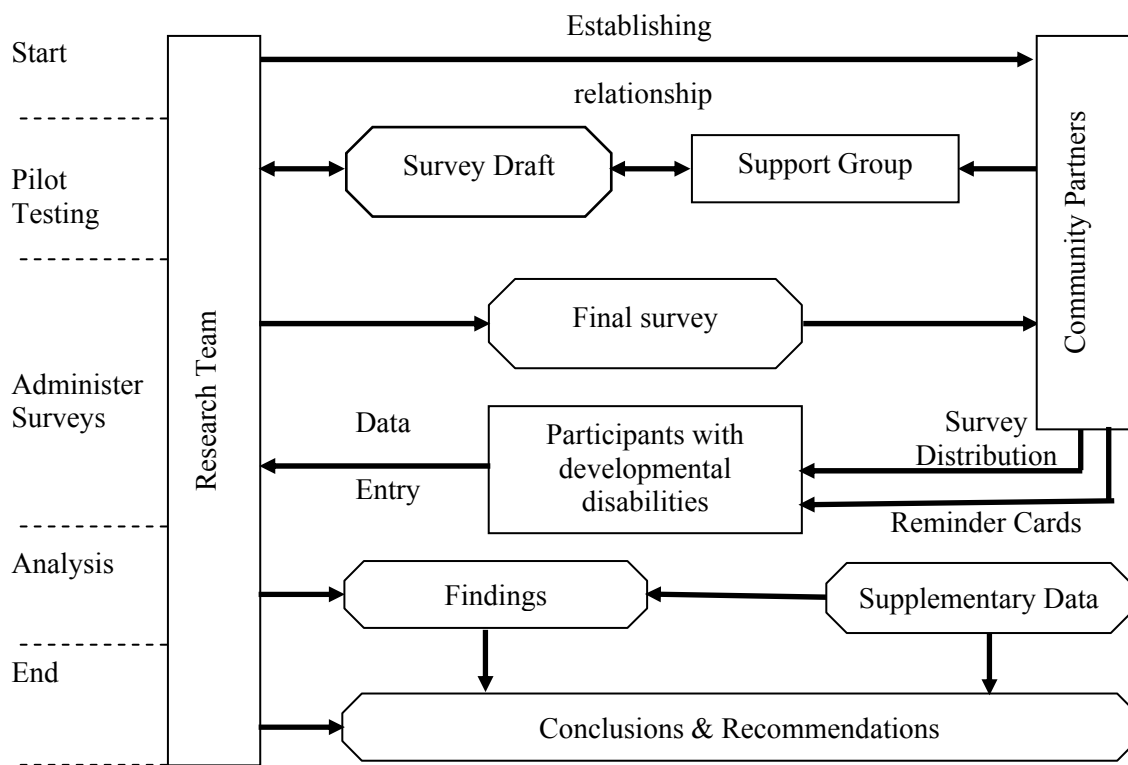 Start
Establishing
relationship
Research Team
Community Partners
Pilot
Testing
Survey Draft
Support Group
Administer
Surveys
Final survey
Data
Entry
Participants with
developmental
disabilities
Survey
Distribution
Reminder Cards
Analysis
Findings
Supplementary Data
End
Conclusions & Recommendations